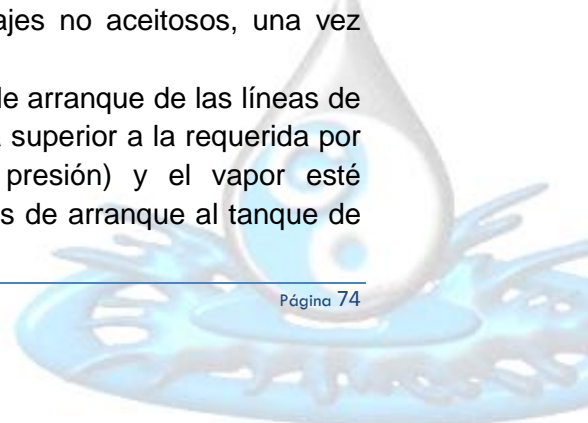 ajes no aceitosos, una vez
le arranque de las líneas de
superior a la requerida por
presión) y el vapor esté
s de arranque al tanque de
Página 74